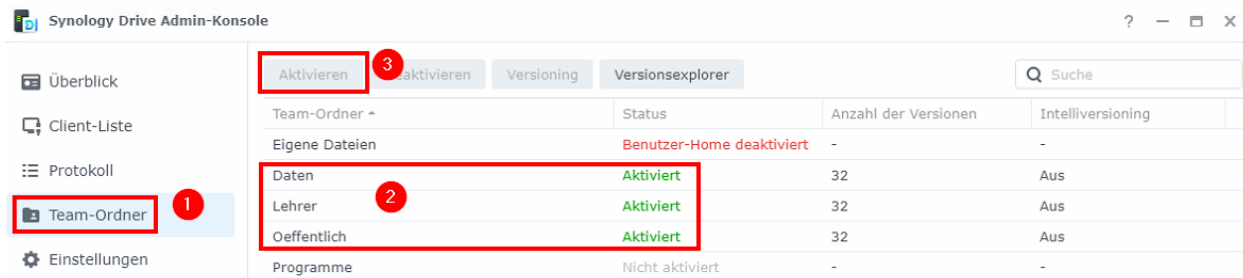 Synology Drive Admin-Konsole
Überblick
Client-Liste
Protokoll
Team-Ordner 1
Einstellungen
Aktivieren 3 eaktivieren Versioning Versionsexplorer Suche
Team-Ordner Status Anzahl der Versionen Intelliversioning
Eigene Dateien Benutzer-Home deaktiviert - -
Daten Aktiviert 32 Aus
2
Lehrer Aktiviert 32 Aus
Oeffentlich Aktiviert 32 Aus
Programme Nicht aktiviert - -